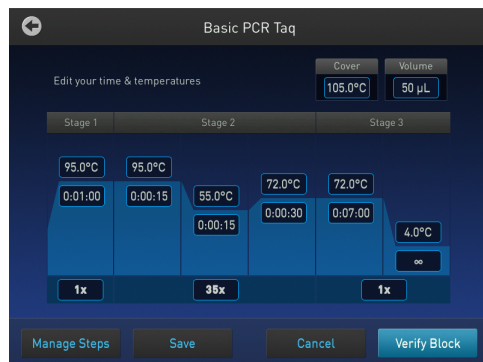 Basic PCR Taq
Edit your time & temperatures
Cover
Volume
105.0°C
50 µL
Stage 1
Stage 2
Stage 3
95.0°C
0:01:00
95.0°C
0:00:15
55.0°C
0:00:15
72.0°C
0:00:30
72.0°C
0:07:00
4.0°C
∞
1x
35x
1x
Manage Steps
Save
Cancel
Verify Block